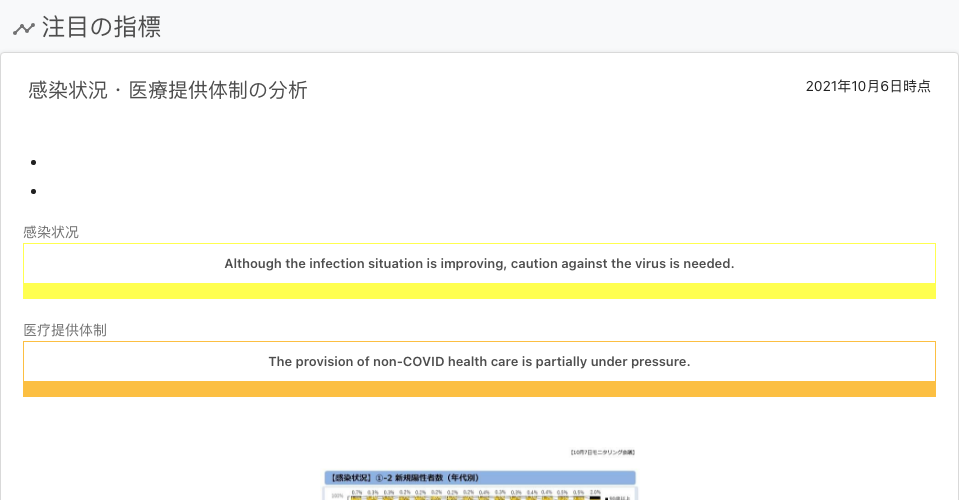 注目の指標
感染状況・医療提供体制の分析
2021年10月6日時点
感染状况
Although the infection situation is improving, caution against the virus is needed.
医疗提供体制
The provision of non-COVID health care is partially under pressure.
【10月7日モニタリング会議】
【感染状況】①-2 新規陽性者数（年代別）
100%